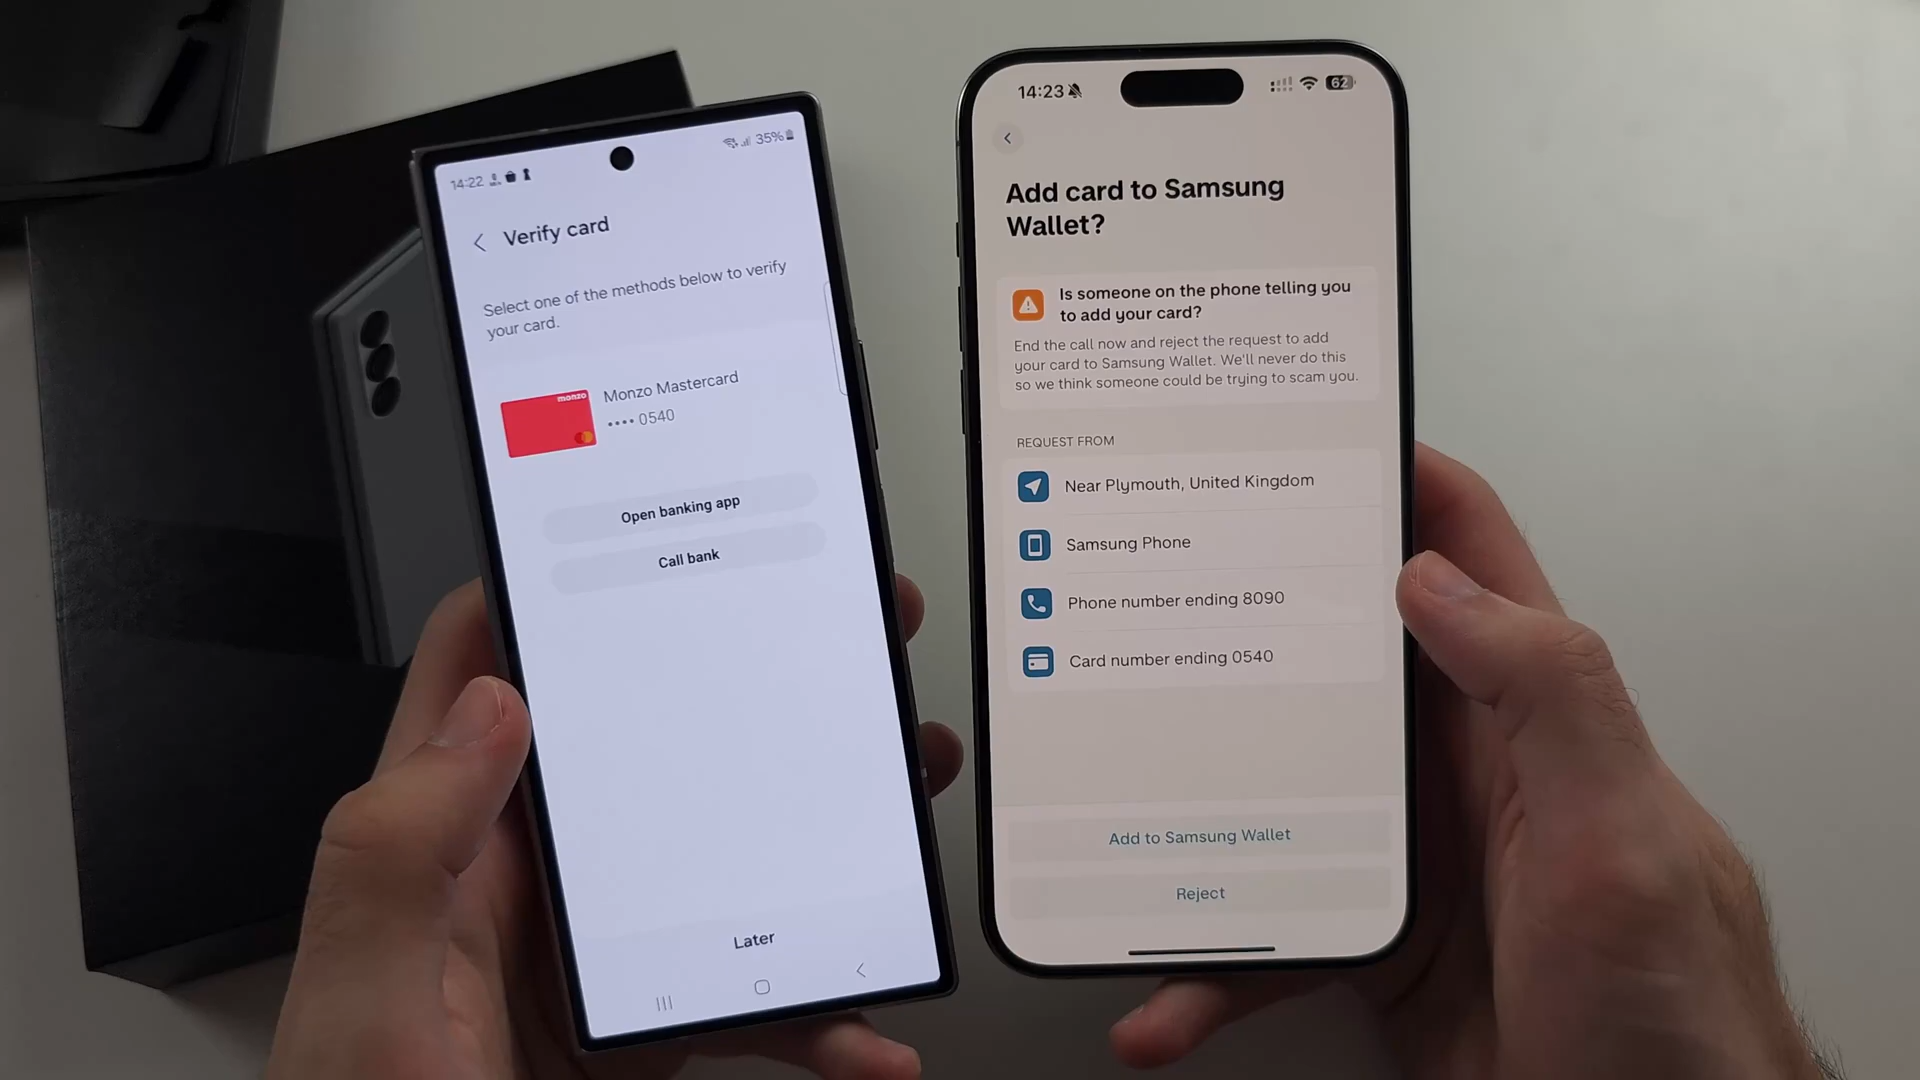 14:22
35%
Verify card
Select one of the methods below to verify
your card.
monzo
Monzo Mastercard
•••• 0540
Open banking app
Call bank
Later
14:23
62
Add card to Samsung
Wallet?
Is someone on the phone telling you
to add your card?
End the call now and reject the request to add
your card to Samsung Wallet. We'll never do this
so we think someone could be trying to scam you.
REQUEST FROM
Near Plymouth, United Kingdom
Samsung Phone
Phone number ending 8090
Card number ending 0540
Add to Samsung Wallet
Reject